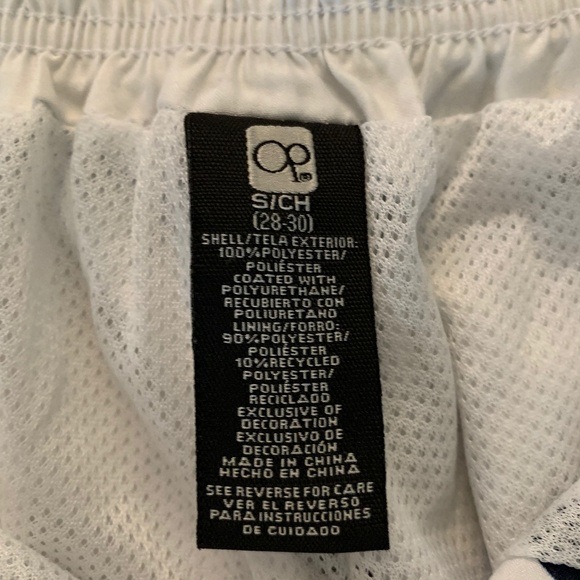 Op
S/CH
(28-30)
SHELL/TELA EXTERIOR:
100%POLYESTER/
POLIÉSTER
COATED WITH
POLYURETHANE/
RECUBIERTO CON
POLIURETANO
LINING/FORRO:
90%POLYESTER/
POLIÉSTER
10%RECYCLED
POLYESTER/
POLIÉSTER
RECICLADO
EXCLUSIVE OF
DECORATION
EXCLUSIVO DE
DECORACIÓN
MADE IN CHINA
HECHO EN CHINA
SEE REVERSE FOR CARE
VER EL REVERSO
PARA INSTRUCCIONES
DE CUIDADO